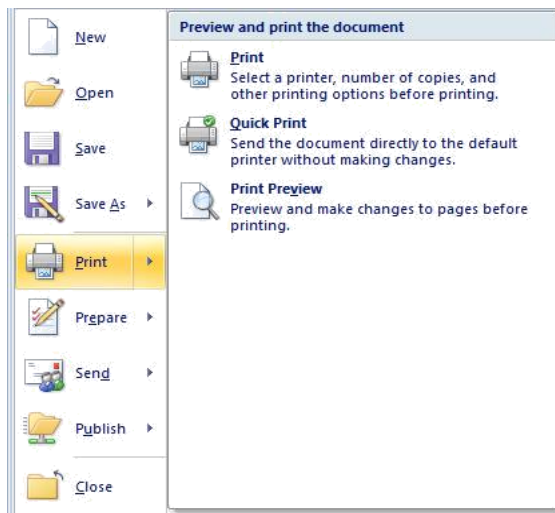 New
Open
Save
Save As
Print
Prepare
Send
Publish
Close
Preview and print the document
Print
Select a printer, number of copies, and
other printing options before printing.
Quick Print
Send the document directly to the default
printer without making changes.
Print Preview
Preview and make changes to pages before
printing.